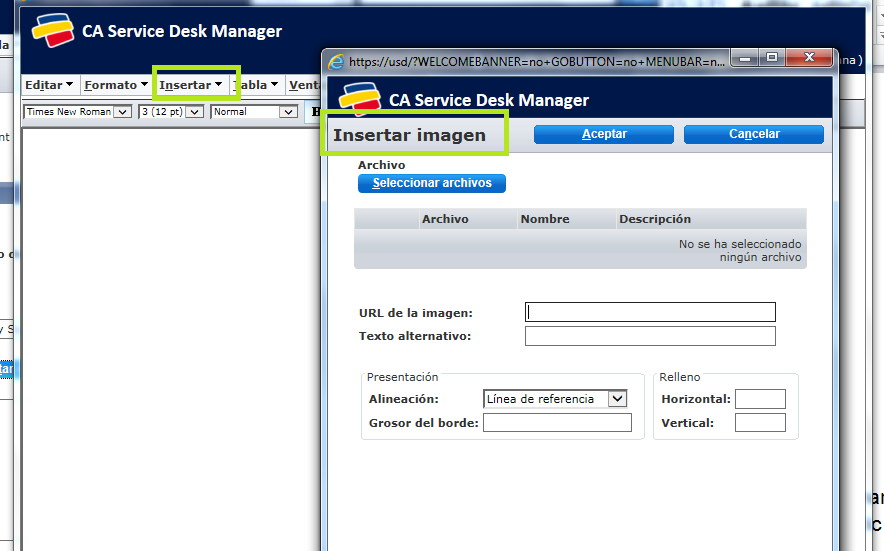 CA Service Desk Manager
Editar Formato Insertar Tabla
Times New Roman 3 (12 pt) Normal
https://usd/?WELCOMEBANNER=no+GOBUTTON=no+MENUBAR=n...
CA Service Desk Manager
Insertar imagen Aceptar Cancelar
Archivo
Seleccionar archivos
Archivo Nombre Descripción
No se ha seleccionado
ningún archivo
URL de la imagen:
Texto alternativo:
Presentación Relleno
Alineación: Línea de referencia Horizontal:
Grosor del borde: Vertical: